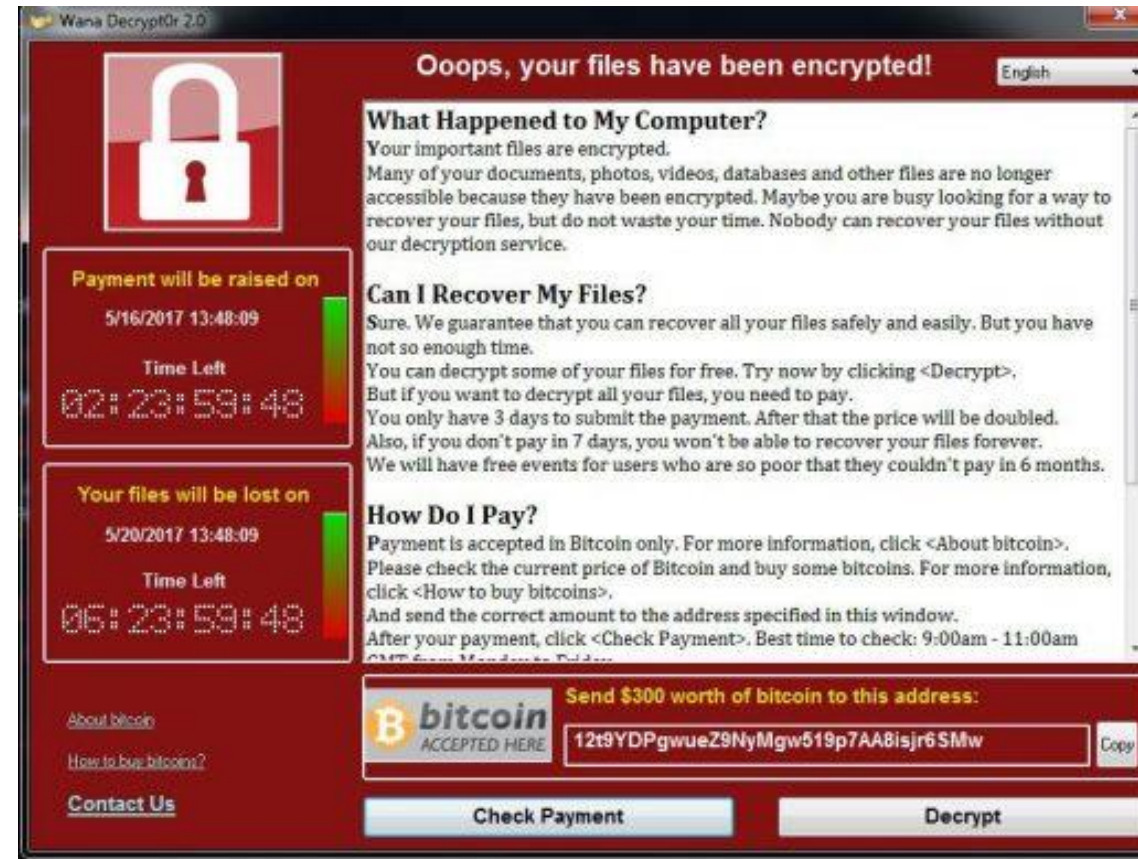 Wana Decrypt0r 2.0
Ooops, your files have been encrypted!
English
What Happened to My Computer?
Your important files are encrypted.
Many of your documents, photos, videos, databases and other files are no longer
accessible because they have been encrypted. Maybe you are busy looking for a way to
recover your files, but do not waste your time. Nobody can recover your files without
our decryption service.
Can I Recover My Files?
Sure. We guarantee that you can recover all your files safely and easily. But you have
not so enough time.
You can decrypt some of your files for free. Try now by clicking <Decrypt>.
But if you want to decrypt all your files, you need to pay.
You only have 3 days to submit the payment. After that the price will be doubled.
Also, if you don't pay in 7 days, you won't be able to recover your files forever.
We will have free events for users who are so poor that they couldn't pay in 6 months.
How Do I Pay?
Payment is accepted in Bitcoin only. For more information, click <About bitcoin>.
Please check the current price of Bitcoin and buy some bitcoins. For more information,
click <How to buy bitcoins>.
And send the correct amount to the address specified in this window.
After your payment, click <Check Payment>. Best time to check: 9:00am - 11:00am
GMT from Monday to Friday
Payment will be raised on
5/16/2017 13:48:09
Time Left
02:23:59:48
Your files will be lost on
5/20/2017 13:48:09
Time Left
06:23:59:48
About bitcoin
How to buy bitcoins?
Contact Us
bitcoin
ACCEPTED HERE
Send $300 worth of bitcoin to this address:
12t9YDPgwueZ9NyMgw519p7AA8isjr6SMw
Copy
Check Payment
Decrypt